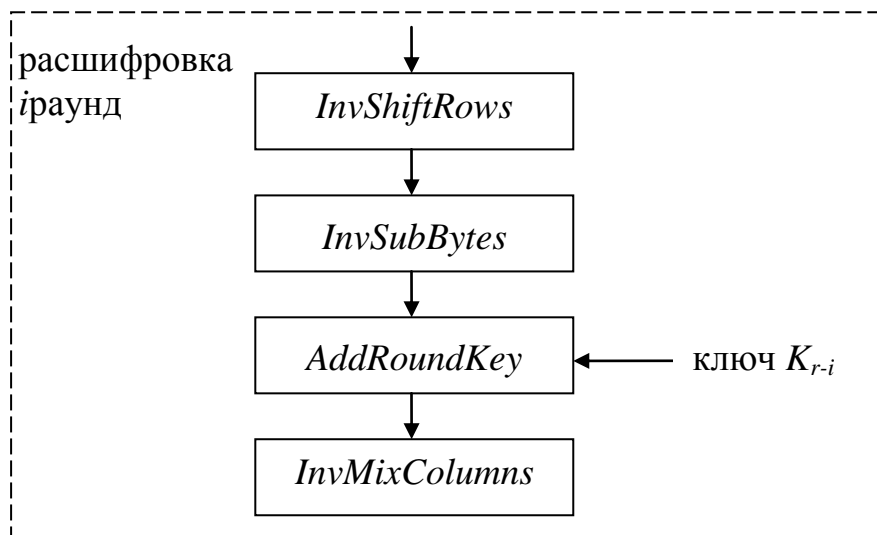 расшифровка
iраунд
InvShiftRows
InvSubBytes
AddRoundKey
ключ Kr-i
InvMixColumns